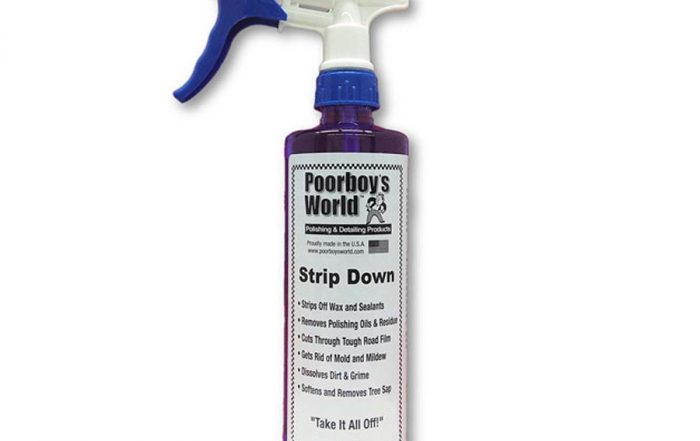 Poorboy's
World™
Polishing & Detailing Products
Proudly made in the U.S.A.
www.poorboysworld.com
Strip Down
• Strips Off Wax and Sealants
• Removes Polishing Oils & Residue
• Cuts Through Tough Road Film
• Gets Rid of Mold and Mildew
• Dissolves Dirt & Grime
• Softens and Removes Tree Sap
"Take It All Off!"